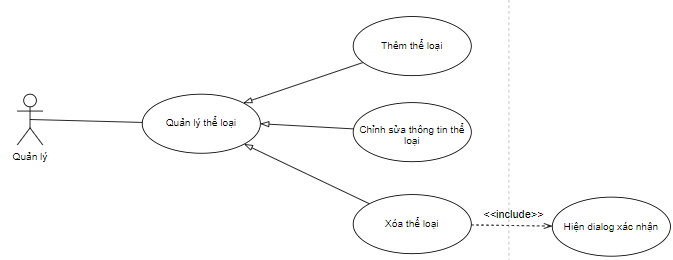 Thêm thể loại
Quản lý thể loại
Chỉnh sửa thông tin thể
loại
Quản lý
Xóa thể loại
<<include>>
Hiện dialog xác nhận